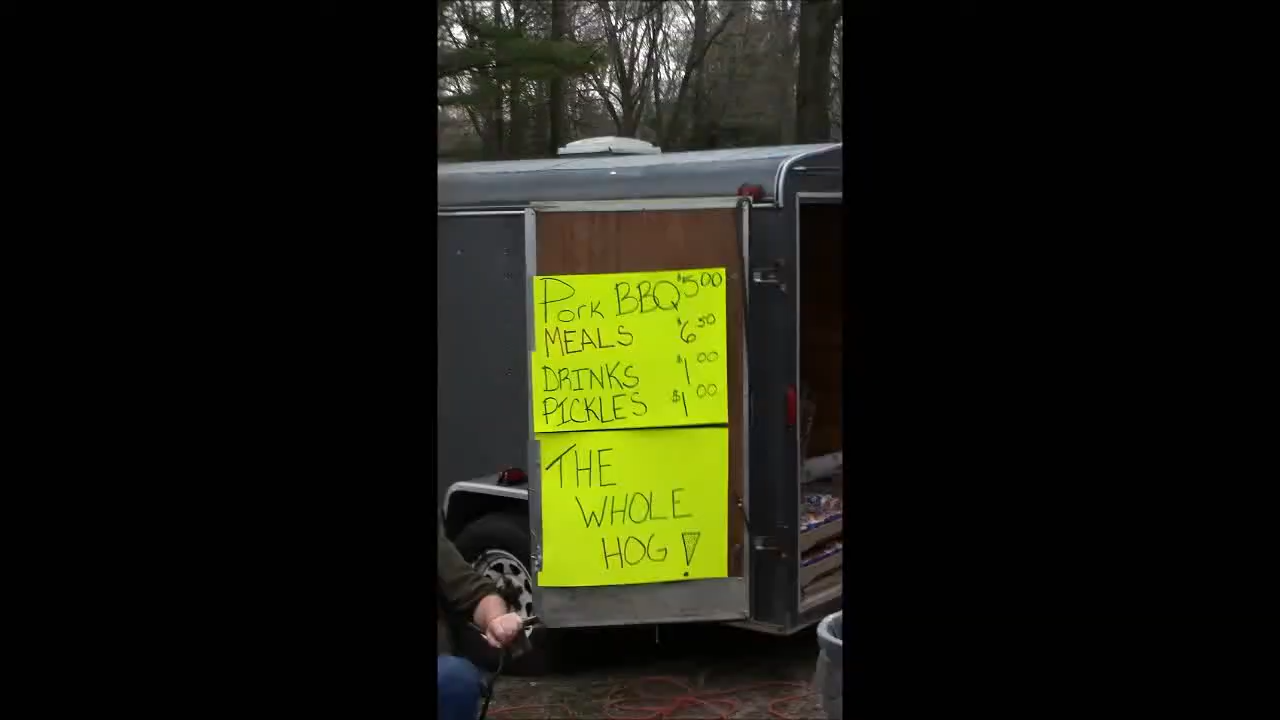 Pork BBQ $5.00
MEALS $6.50
DRINKS $1.00
PICKLES $1.00
THE
WHOLE
HOG!